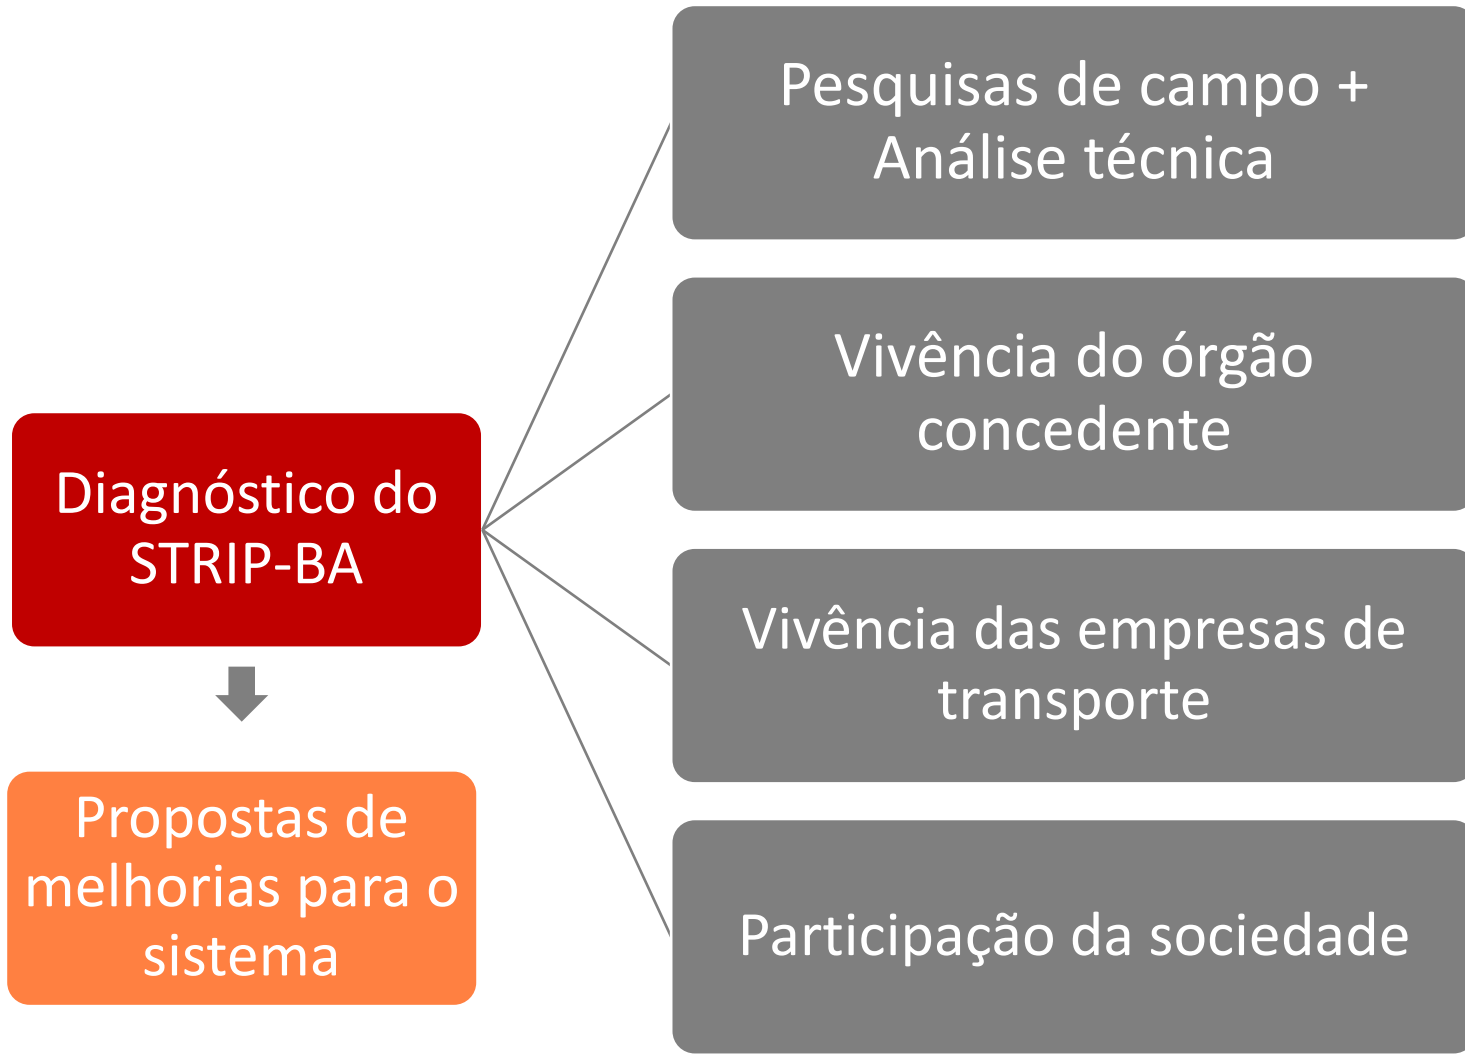 Diagnóstico do
STRIP-BA
Propostas de
melhorias para o
sistema
Pesquisas de campo +
Análise técnica
Vivência do órgão
concedente
Vivência das empresas de
transporte
Participação da sociedade